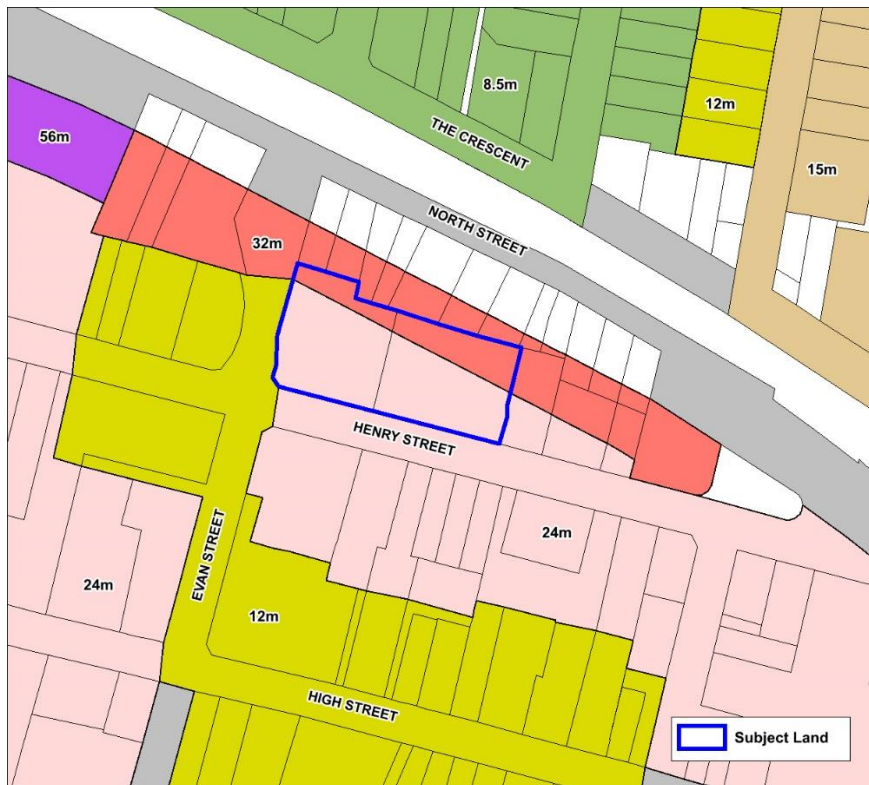 8.5m
12m
THE CRESCENT
56m
15m
NORTH STREET
32m
HENRY STREET
24m
EVAN STREET
24m
12m
HIGH STREET
Subject Land